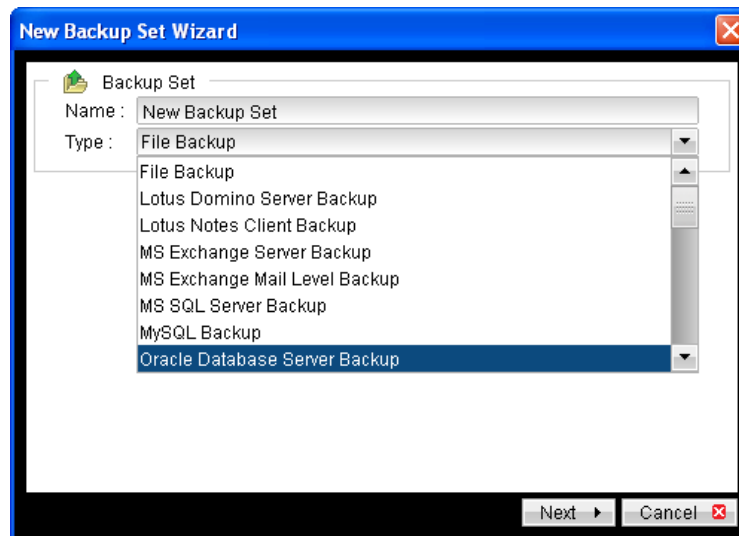 New Backup Set Wizard
Backup Set
Name : New Backup Set
Type : File Backup
File Backup
Lotus Domino Server Backup
Lotus Notes Client Backup
MS Exchange Server Backup
MS Exchange Mail Level Backup
MS SQL Server Backup
MySQL Backup
Oracle Database Server Backup
Next Cancel